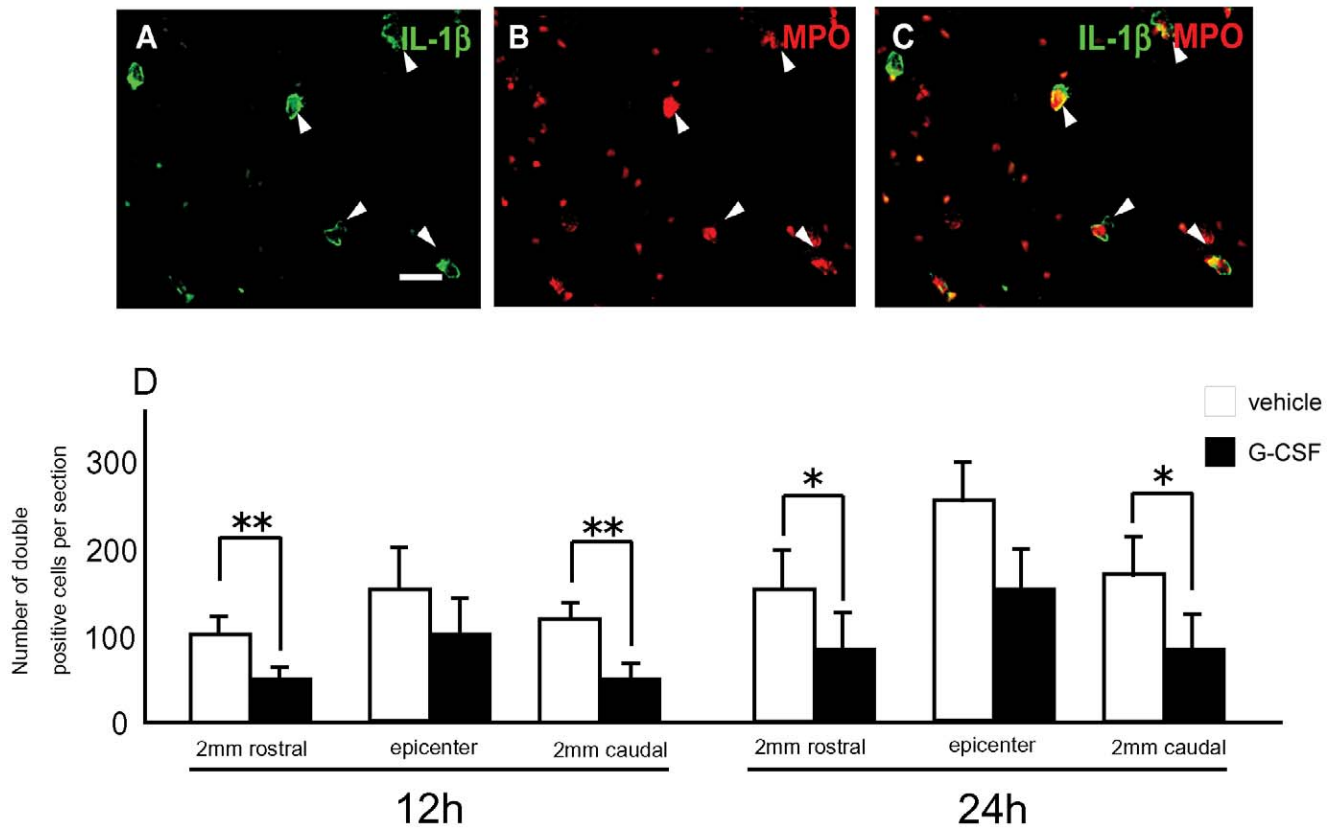 A IL-1β
B MPO
C IL-1β MPO
D
vehicle
G-CSF
Number of double
positive cells per section
300
200
100
0
** ** * *
2mm rostral epicenter 2mm caudal 2mm rostral epicenter 2mm caudal
12h 24h